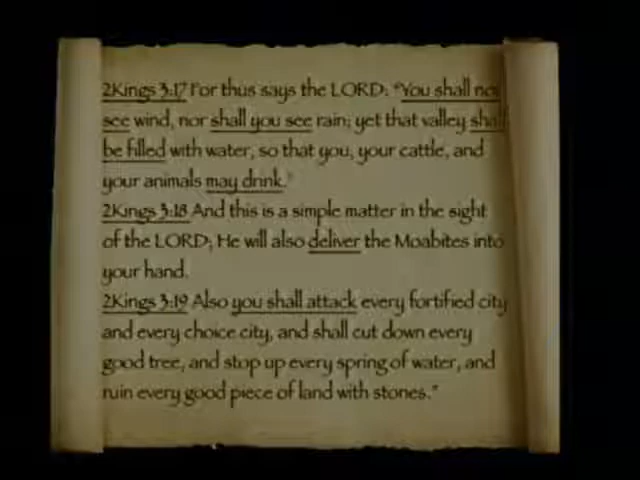 2Kings 3:17 For thus says the LORD: "You shall not
see wind, nor shall you see rain; yet that valley shall
be filled with water, so that you, your cattle, and
your animals may drink."
2Kings 3:18 And this is a simple matter in the sight
of the LORD; He will also deliver the Moabites into
your hand.
2Kings 3:19 Also you shall attack every fortified city
and every choice city, and shall cut down every
good tree, and stop up every spring of water, and
ruin every good piece of land with stones."